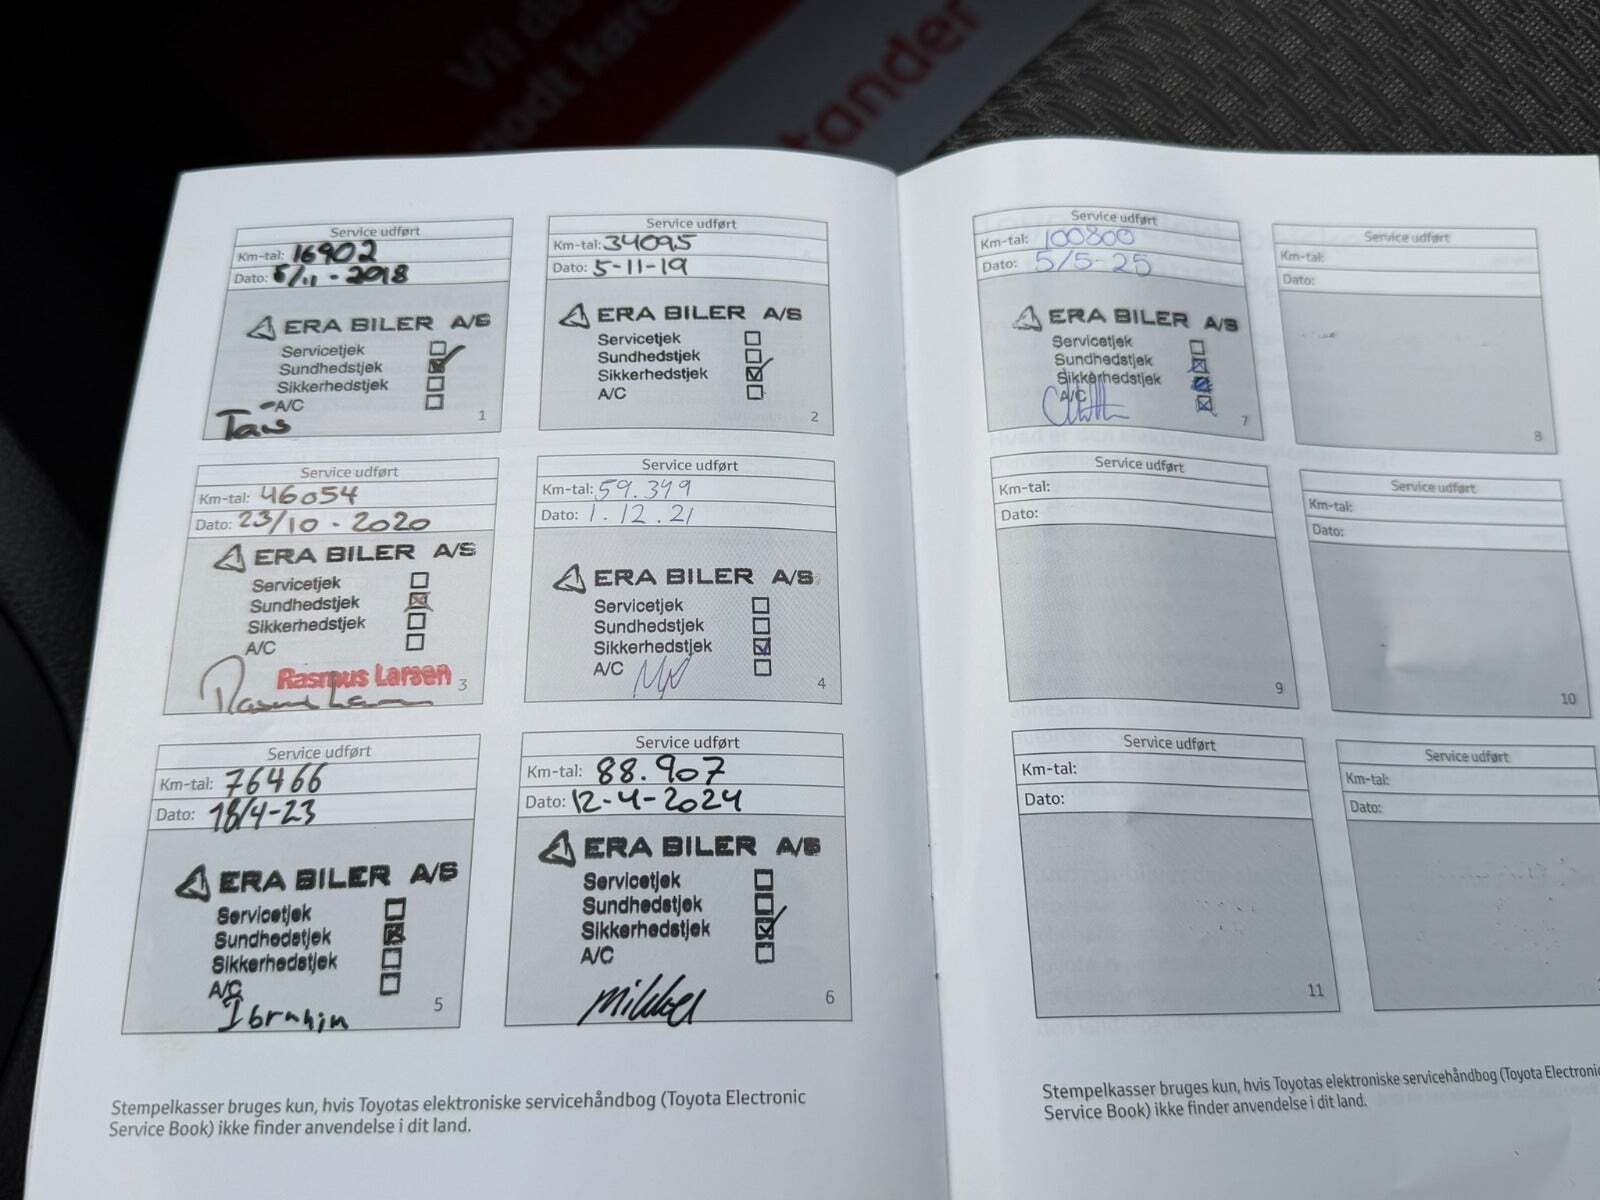 Vil du
godt køre
tander
Service udført
Km-tal: 16902
Dato: 5/11 - 2018
ERA BILER A/S
Servicetjek
Sundhedstjek
Sikkerhedstjek
A/C
1
Service udført
Km-tal: 34095
Dato: 5-11-19
ERA BILER A/S
Servicetjek
Sundhedstjek
Sikkerhedstjek
A/C
2
Service udført
Km-tal: 46054
Dato: 23/10 - 2020
ERA BILER A/S
Servicetjek
Sundhedstjek
Sikkerhedstjek
A/C
Rasmus Larsen
Rasmus Larsen
3
Service udført
Km-tal: 59.349
Dato: 1.12.21
ERA BILER A/S
Servicetjek
Sundhedstjek
Sikkerhedstjek
A/C
4
Service udført
Km-tal: 76466
Dato: 18/4-23
ERA BILER A/S
Servicetjek
Sundhedstjek
Sikkerhedstjek
A/C
Ibrahim
5
Service udført
Km-tal: 88.907
Dato: 12-4-2024
ERA BILER A/S
Servicetjek
Sundhedstjek
Sikkerhedstjek
A/C
Mikkel
6
Stempelkasser bruges kun, hvis Toyotas elektroniske servicehåndbog (Toyota Electronic
Service Book) ikke finder anvendelse i dit land.
Service udført
Km-tal: 100800
Dato: 5/5-25
ERA BILER A/S
Servicetjek
Sundhedstjek
Sikkerhedstjek
A/C
7
Service udført
Km-tal:
Dato:
8
Service udført
Km-tal:
Dato:
9
Service udført
Km-tal:
Dato:
10
Service udført
Km-tal:
Dato:
11
Service udført
Km-tal:
Dato:
Stempelkasser bruges kun, hvis Toyotas elektroniske servicehåndbog (Toyota Electronic
Service Book) ikke finder anvendelse i dit land.